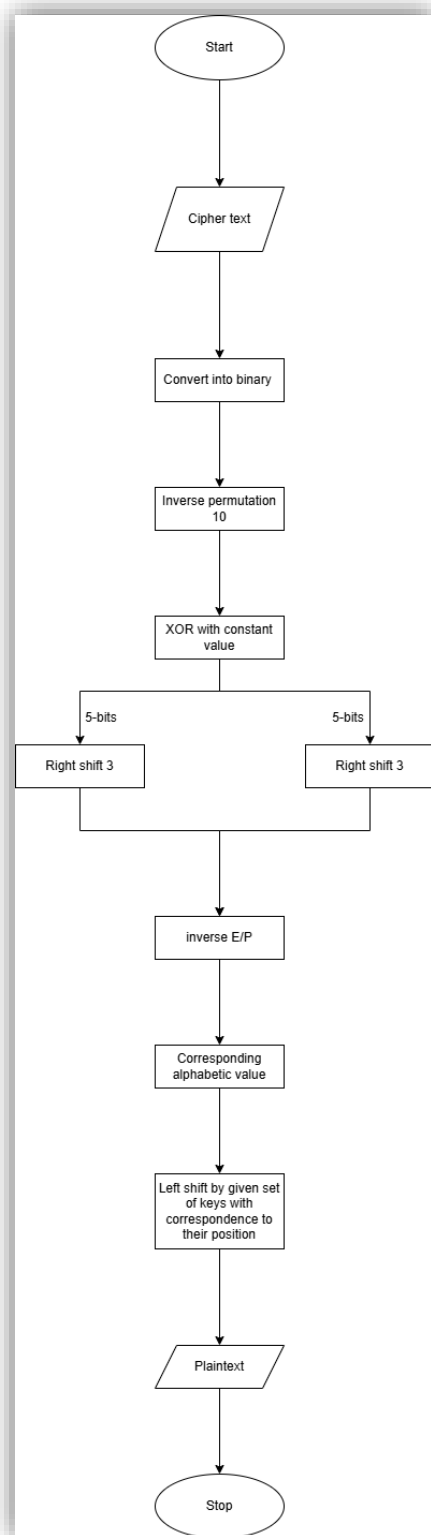 Start
Cipher text
Convert into binary
Inverse permutation
10
XOR with constant
value
5-bits
5-bits
Right shift 3
Right shift 3
inverse E/P
Corresponding
alphabetic value
Left shift by given set
of keys with
correspondence to
their position
Plaintext
Stop